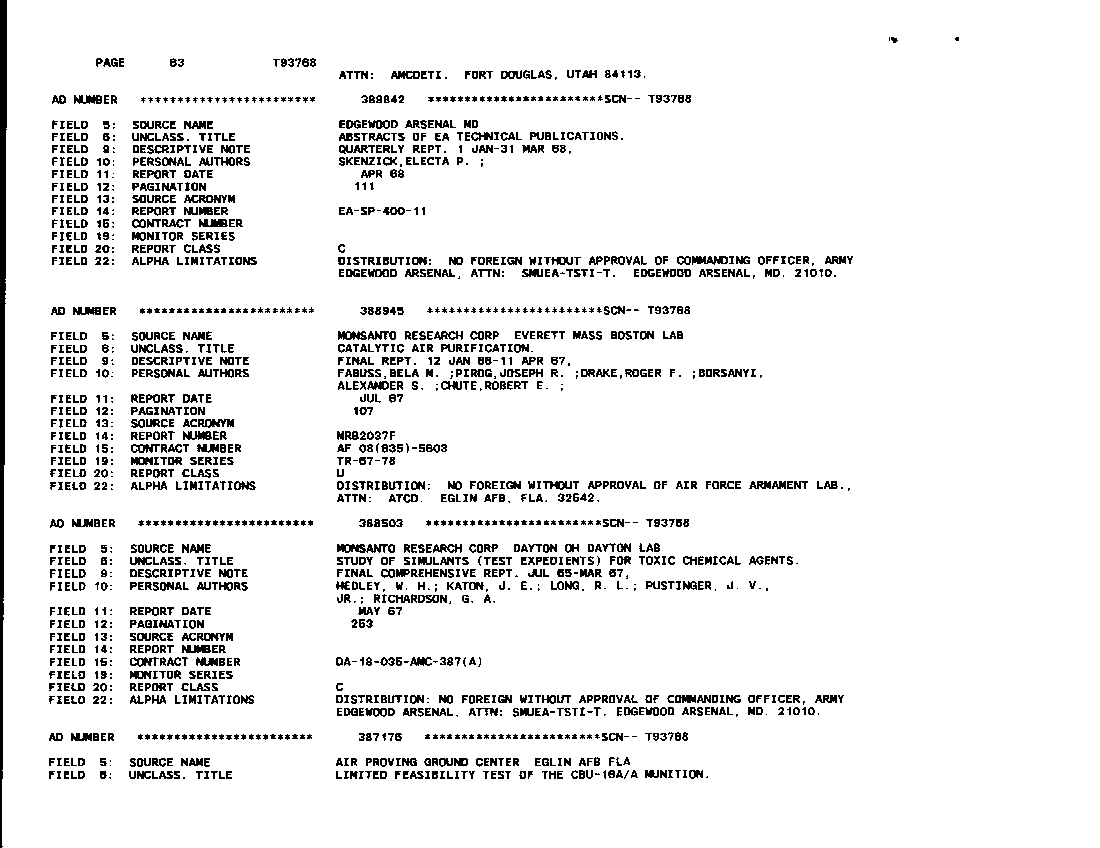 PAGE 63 T93768
ATTN: AMCDETI. FORT DOUGLAS, UTAH 84113.
AD NUMBER ************************ 389842 ************************SCN-- T93768
FIELD 5: SOURCE NAME EDGEWOOD ARSENAL MD
FIELD 6: UNCLASS. TITLE ABSTRACTS OF EA TECHNICAL PUBLICATIONS.
FIELD 9: DESCRIPTIVE NOTE QUARTERLY REPT. 1 JAN-31 MAR 68,
FIELD 10: PERSONAL AUTHORS SKENZICK,ELECTA P. ;
FIELD 11: REPORT DATE APR 68
FIELD 12: PAGINATION 111
FIELD 13: SOURCE ACRONYM
FIELD 14: REPORT NUMBER EA-SP-400-11
FIELD 15: CONTRACT NUMBER
FIELD 19: MONITOR SERIES
FIELD 20: REPORT CLASS C
FIELD 22: ALPHA LIMITATIONS DISTRIBUTION: NO FOREIGN WITHOUT APPROVAL OF COMMANDING OFFICER, ARMY
EDGEWOOD ARSENAL, ATTN: SMUEA-TSTI-T. EDGEWOOD ARSENAL, MD. 21010.
AD NUMBER ************************ 388945 ************************SCN-- T93768
FIELD 5: SOURCE NAME MONSANTO RESEARCH CORP EVERETT MASS BOSTON LAB
FIELD 6: UNCLASS. TITLE CATALYTIC AIR PURIFICATION.
FIELD 9: DESCRIPTIVE NOTE FINAL REPT. 12 JAN 66-11 APR 67,
FIELD 10: PERSONAL AUTHORS FABUSS,BELA M. ;PIROG,JOSEPH R. ;DRAKE,ROGER F. ;BORSANYI,
ALEXANDER S. ;CHUTE,ROBERT E. ;
FIELD 11: REPORT DATE JUL 67
FIELD 12: PAGINATION 107
FIELD 13: SOURCE ACRONYM
FIELD 14: REPORT NUMBER MRB2037F
FIELD 15: CONTRACT NUMBER AF 08(635)-5803
FIELD 19: MONITOR SERIES TR-67-78
FIELD 20: REPORT CLASS U
FIELD 22: ALPHA LIMITATIONS DISTRIBUTION: NO FOREIGN WITHOUT APPROVAL OF AIR FORCE ARMAMENT LAB.,
ATTN: ATCD. EGLIN AFB, FLA. 32542.
AD NUMBER ************************ 388503 ************************SCN-- T93768
FIELD 5: SOURCE NAME MONSANTO RESEARCH CORP DAYTON OH DAYTON LAB
FIELD 6: UNCLASS. TITLE STUDY OF SIMULANTS (TEST EXPEDIENTS) FOR TOXIC CHEMICAL AGENTS.
FIELD 9: DESCRIPTIVE NOTE FINAL COMPREHENSIVE REPT. JUL 65-MAR 67,
FIELD 10: PERSONAL AUTHORS HEDLEY, W. H.; KATON, J. E.; LONG, R. L.; PUSTINGER, J. V.,
JR.; RICHARDSON, G. A.
FIELD 11: REPORT DATE MAY 67
FIELD 12: PAGINATION 253
FIELD 13: SOURCE ACRONYM
FIELD 14: REPORT NUMBER
FIELD 15: CONTRACT NUMBER DA-18-035-AMC-387(A)
FIELD 19: MONITOR SERIES
FIELD 20: REPORT CLASS C
FIELD 22: ALPHA LIMITATIONS DISTRIBUTION: NO FOREIGN WITHOUT APPROVAL OF COMMANDING OFFICER, ARMY
EDGEWOOD ARSENAL, ATTN: SMUEA-TSTI-T. EDGEWOOD ARSENAL, MD. 21010.
AD NUMBER ************************ 387176 ************************SCN-- T93768
FIELD 5: SOURCE NAME AIR PROVING GROUND CENTER EGLIN AFB FLA
FIELD 6: UNCLASS. TITLE LIMITED FEASIBILITY TEST OF THE CBU-16A/A MUNITION.